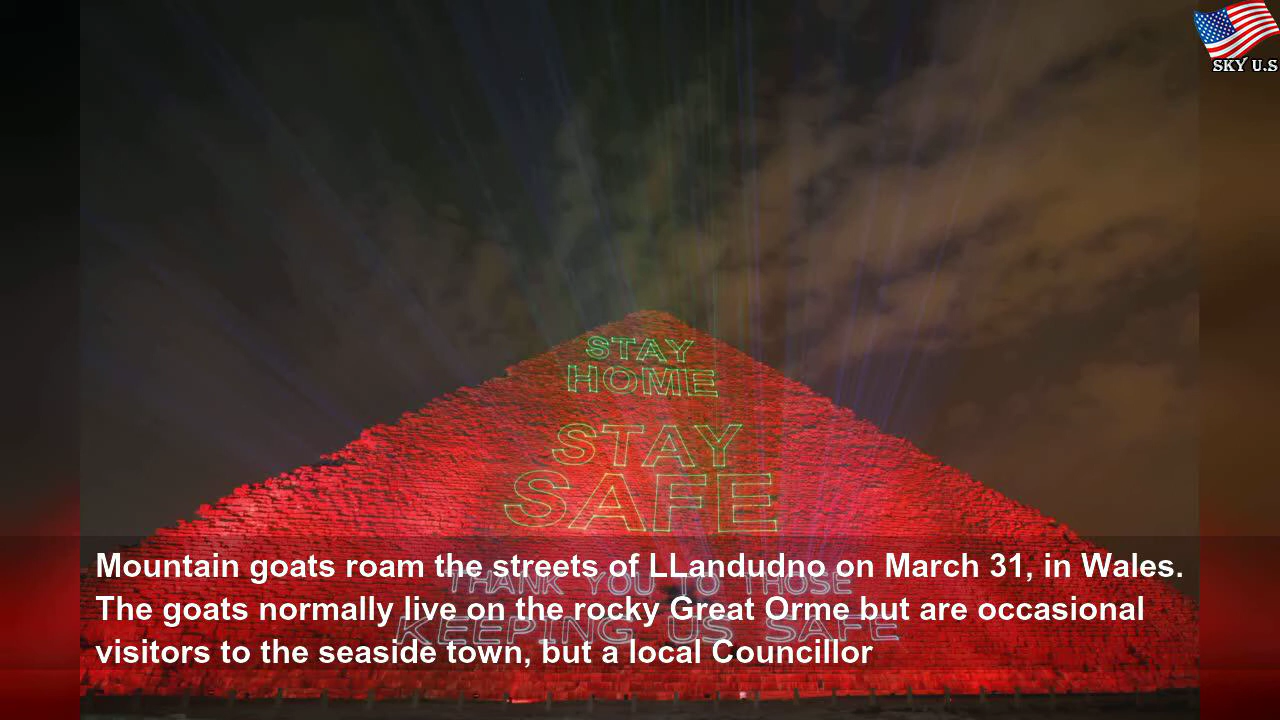 SKY U.S
STAY
HOME
STAY
SAFE
THANK YOU TO THOSE
KEEPING US SAFE
Mountain goats roam the streets of LLandudno on March 31, in Wales.
The goats normally live on the rocky Great Orme but are occasional
visitors to the seaside town, but a local Councillor